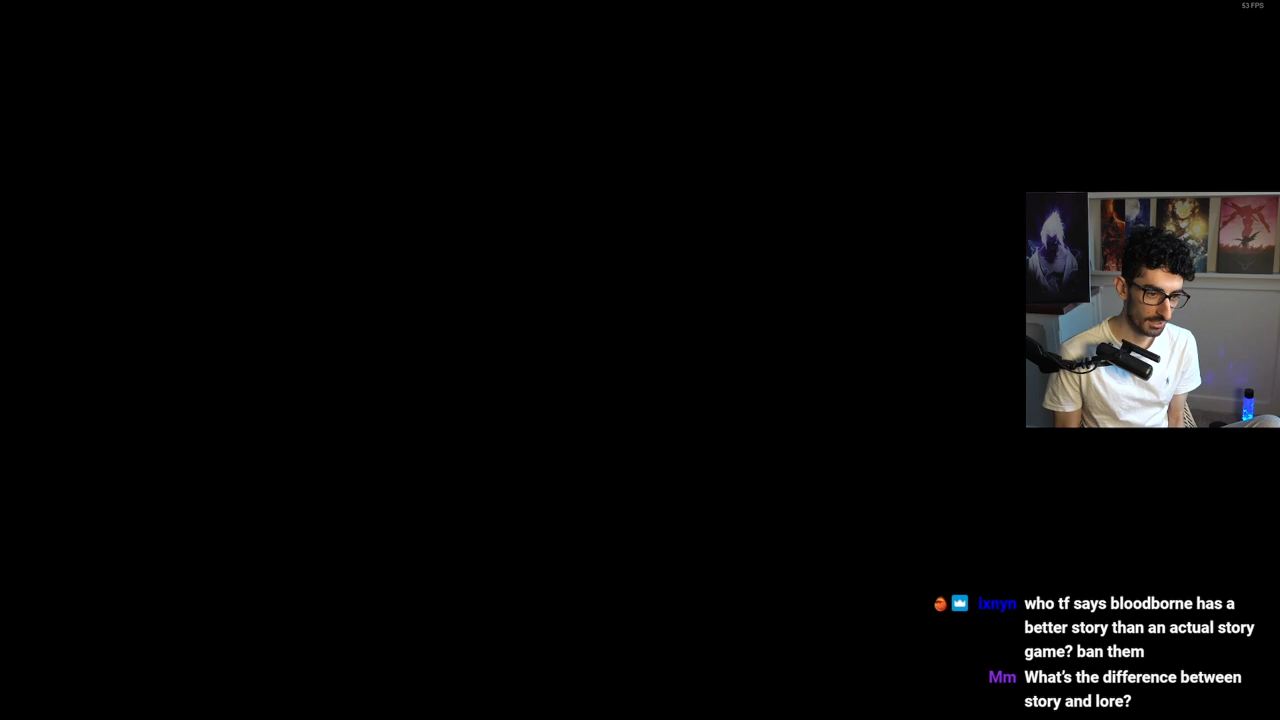 53 FPS
lxnyn who tf says bloodborne has a
better story than an actual story
game? ban them
Mm What's the difference between
story and lore?